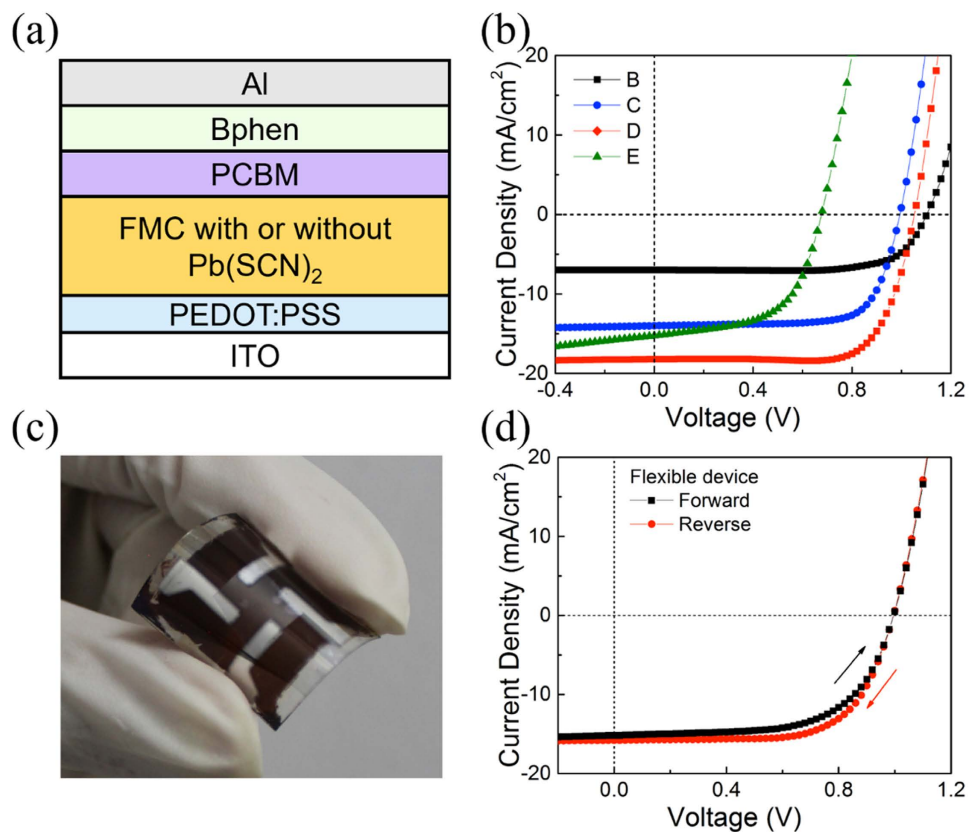 (a)
Al
Bphen
PCBM
FMC with or without
Pb(SCN)₂
PEDOT:PSS
ITO
(b)
Current Density (mA/cm²)
20
10
0
-10
-20
B
C
D
E
-0.4
0.0
0.4
0.8
1.2
Voltage (V)
(c)
(d)
Current Density (mA/cm²)
20
10
0
-10
-20
Flexible device
Forward
Reverse
0.0
0.4
0.8
1.2
Voltage (V)